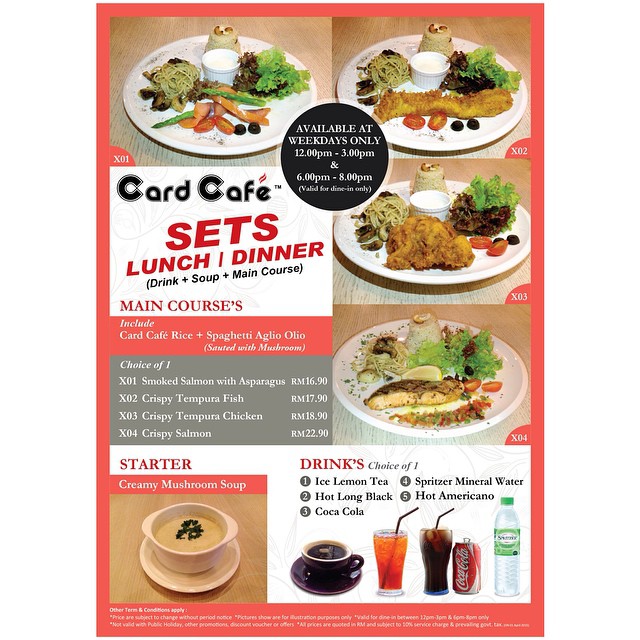 X01
AVAILABLE AT
WEEKDAYS ONLY
12.00pm - 3.00pm
&
6.00pm - 8.00pm
(Valid for dine-in only)
X02
Card Café™
SETS
LUNCH | DINNER
(Drink + Soup + Main Course)
X03
MAIN COURSE'S
Include
Card Café Rice + Spaghetti Aglio Olio
(Sauted with Mushroom)
Choice of 1
X01 Smoked Salmon with Asparagus RM16.90
X02 Crispy Tempura Fish RM17.90
X03 Crispy Tempura Chicken RM18.90
X04 Crispy Salmon RM22.90
X04
STARTER
Creamy Mushroom Soup
DRINK'S Choice of 1
1 Ice Lemon Tea
2 Hot Long Black
3 Coca Cola
4 Spritzer Mineral Water
5 Hot Americano
Coca-Cola
SPRITZER
Other Term & Conditions apply :
*Price are subject to change without period notice *Pictures show are for illustration purposes only *Valid for dine-in between 12pm-3pm & 6pm-8pm only
*Not valid with Public Holiday, other promotions, discount voucher or offers *All prices are quoted in RM and subject to 10% service charge & prevailing govt. tax.